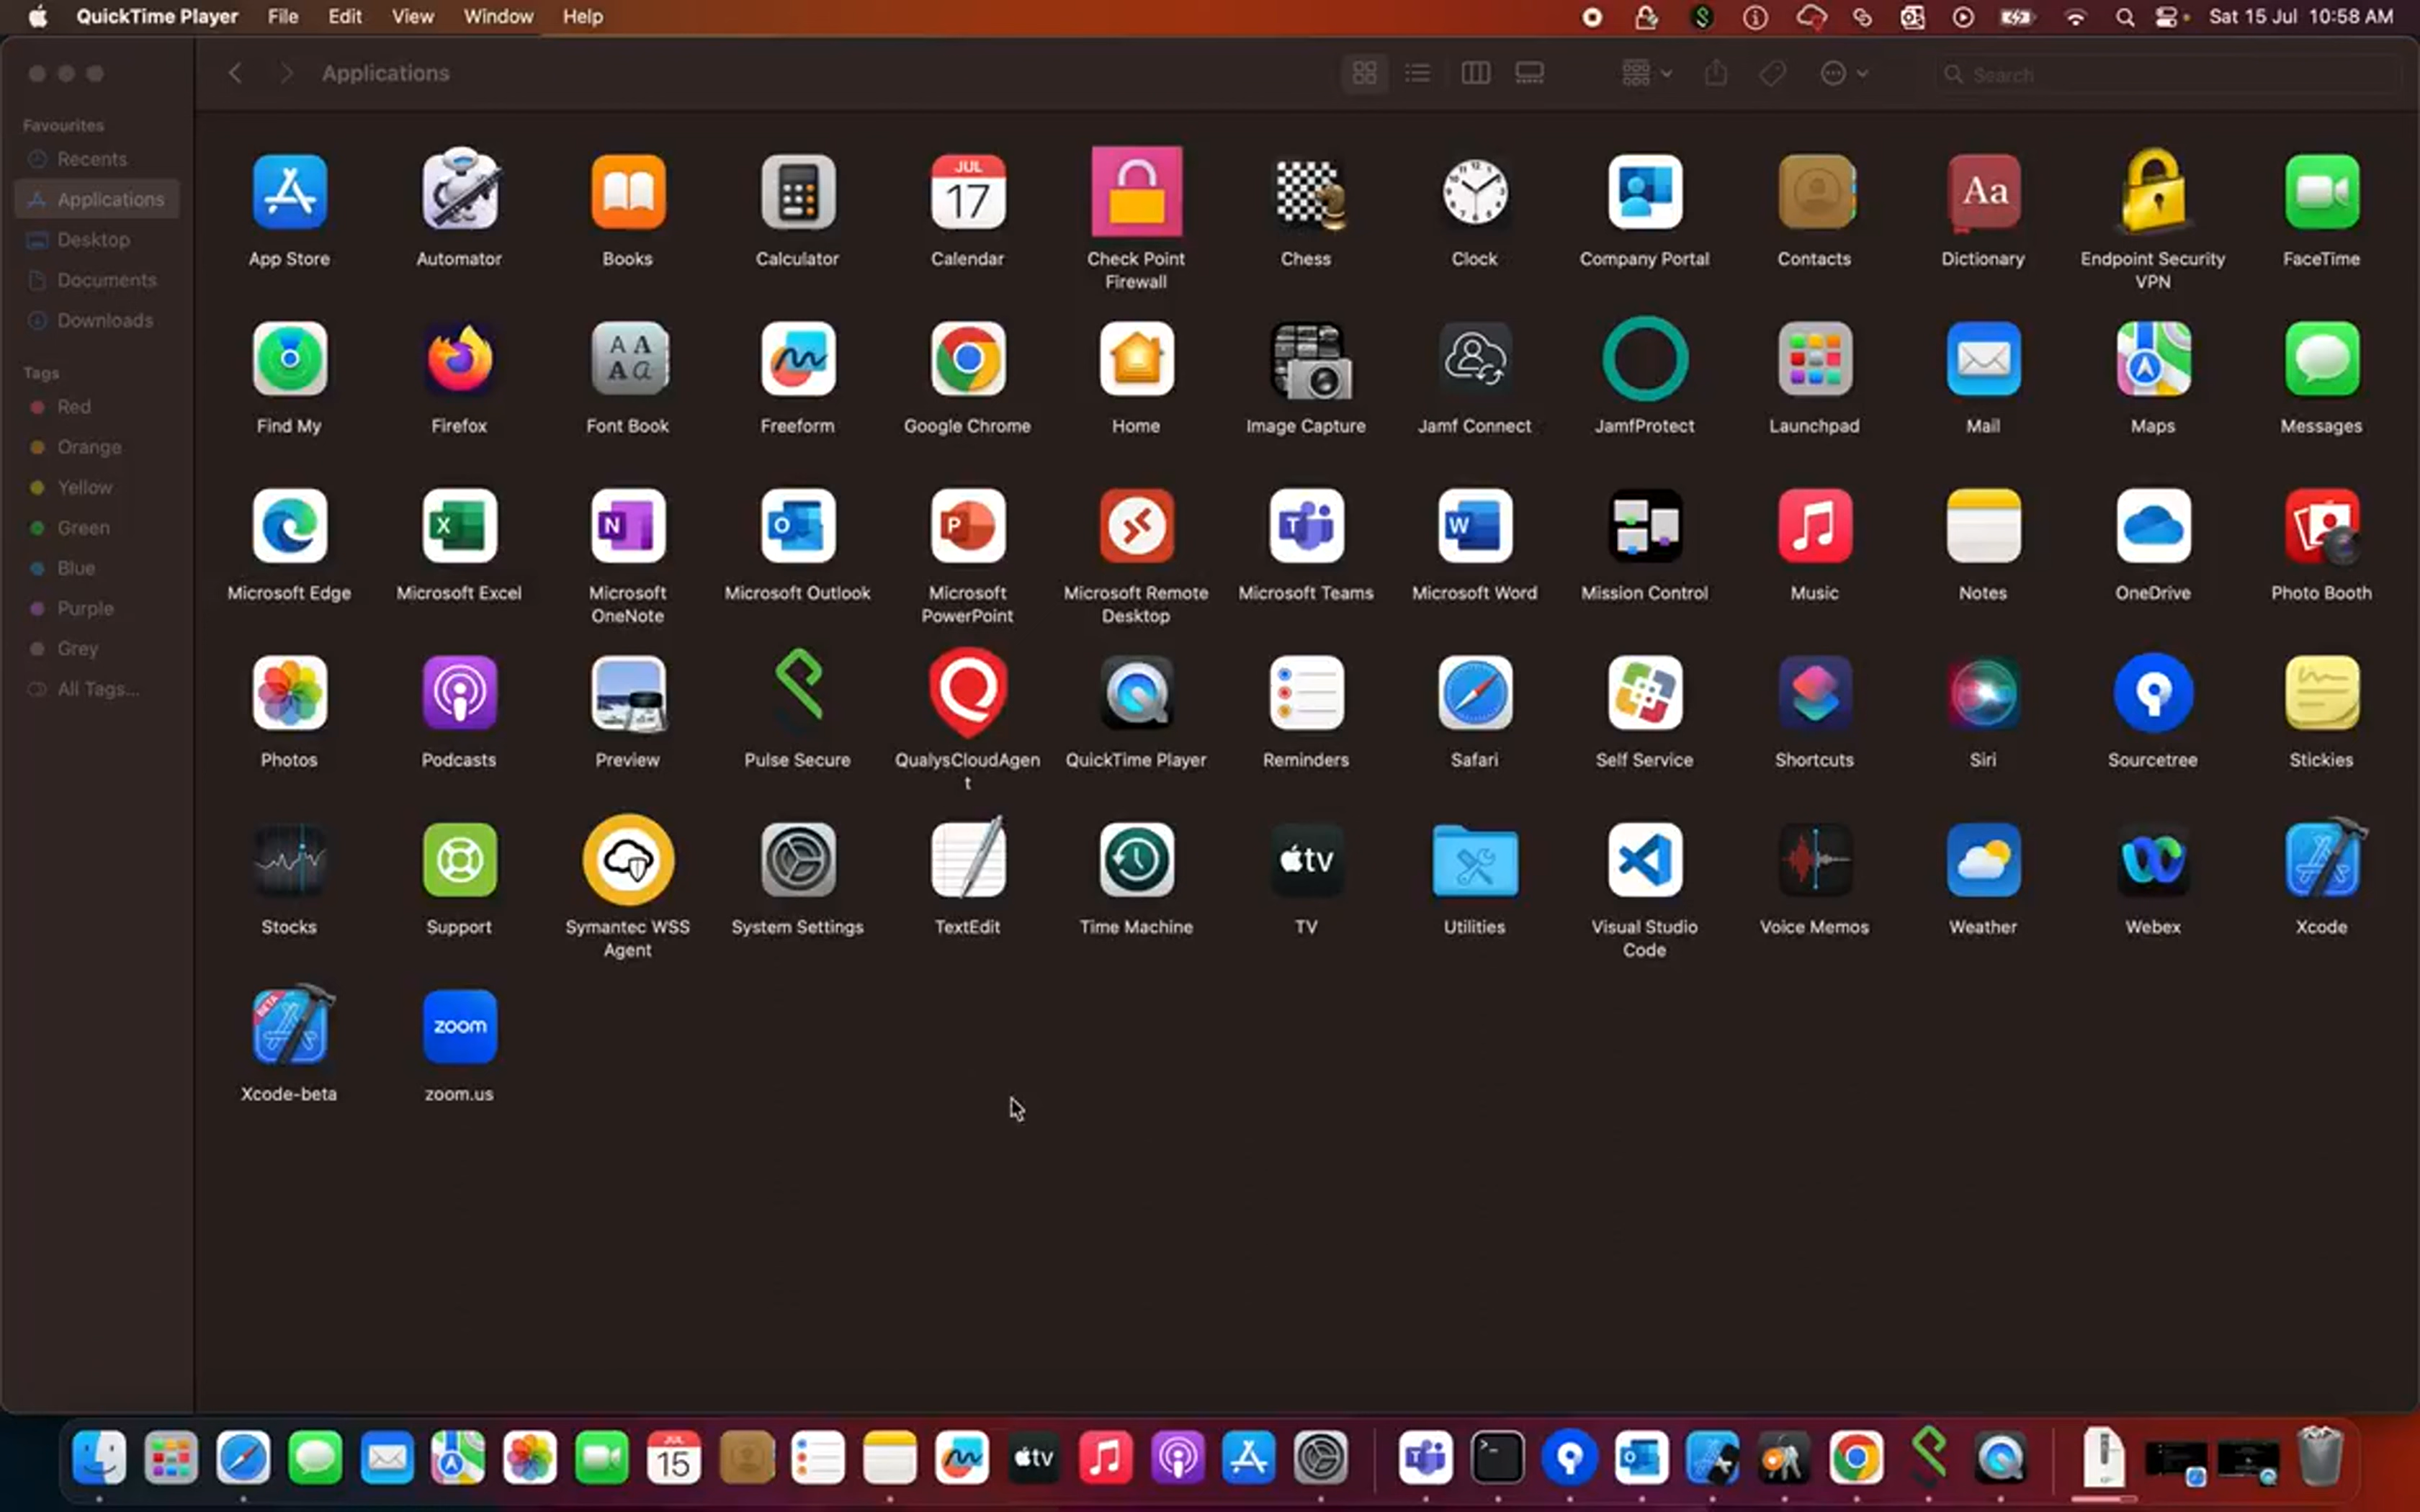 QuickTime Player File Edit View Window Help Sat 15 Jul 10:58 AM
Applications Search
Favourites
Recents
Applications
Desktop
Documents
Downloads
Tags
Red
Orange
Yellow
Green
Blue
Purple
Grey
All Tags...
JUL
17
Aa
App Store Automator Books Calculator Calendar Check Point Chess Clock Company Portal Contacts Dictionary Endpoint Security FaceTime
Firewall VPN
A A
A a
Find My Firefox Font Book Freeform Google Chrome Home Image Capture Jamf Connect JamfProtect Launchpad Mail Maps Messages
X N O P T W
Microsoft Edge Microsoft Excel Microsoft Microsoft Outlook Microsoft Microsoft Remote Microsoft Teams Microsoft Word Mission Control Music Notes OneDrive Photo Booth
OneNote PowerPoint Desktop
Photos Podcasts Preview Pulse Secure QualysCloudAgen QuickTime Player Reminders Safari Self Service Shortcuts Siri Sourcetree Stickies
t
tv
Stocks Support Symantec WSS System Settings TextEdit Time Machine TV Utilities Visual Studio Voice Memos Weather Webex Xcode
Agent Code
BETA
zoom
Xcode-beta zoom.us
JUL
15
tv
T
O